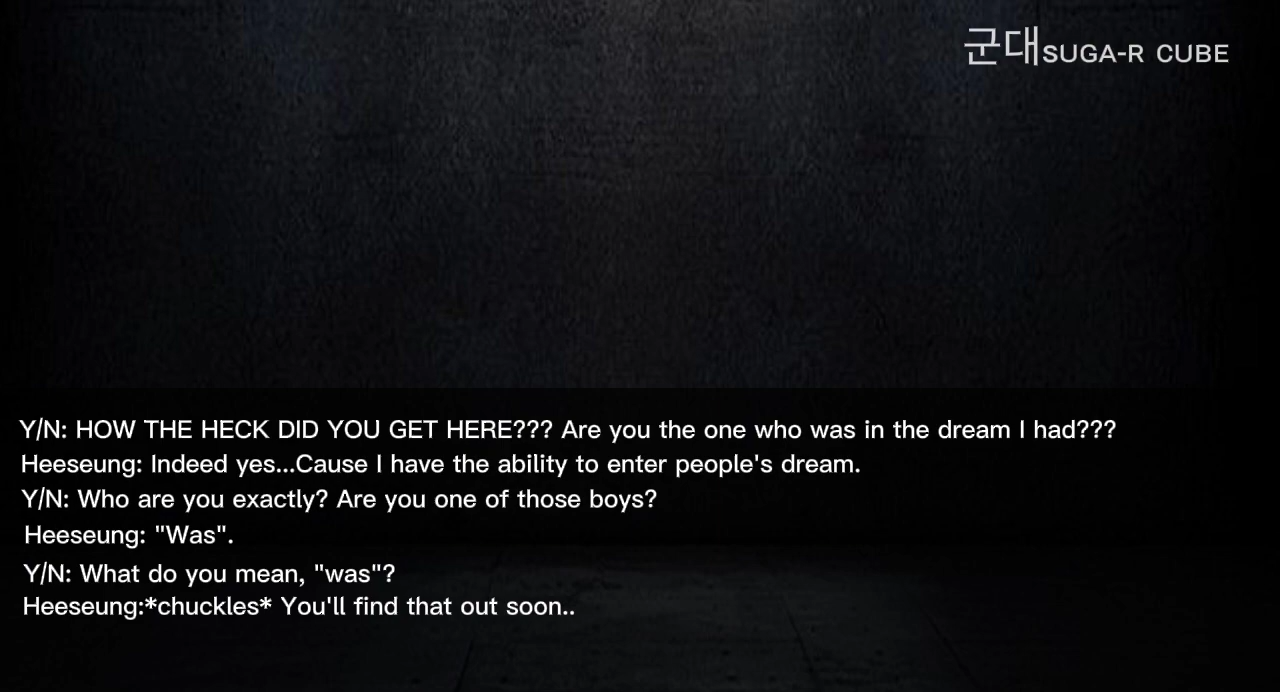 군대SUGA-R CUBE
Y/N: HOW THE HECK DID YOU GET HERE??? Are you the one who was in the dream I had???
Heeseung: Indeed yes...Cause I have the ability to enter people's dream.
Y/N: Who are you exactly? Are you one of those boys?
Heeseung: "Was".
Y/N: What do you mean, "was"?
Heeseung:*chuckles* You'll find that out soon..